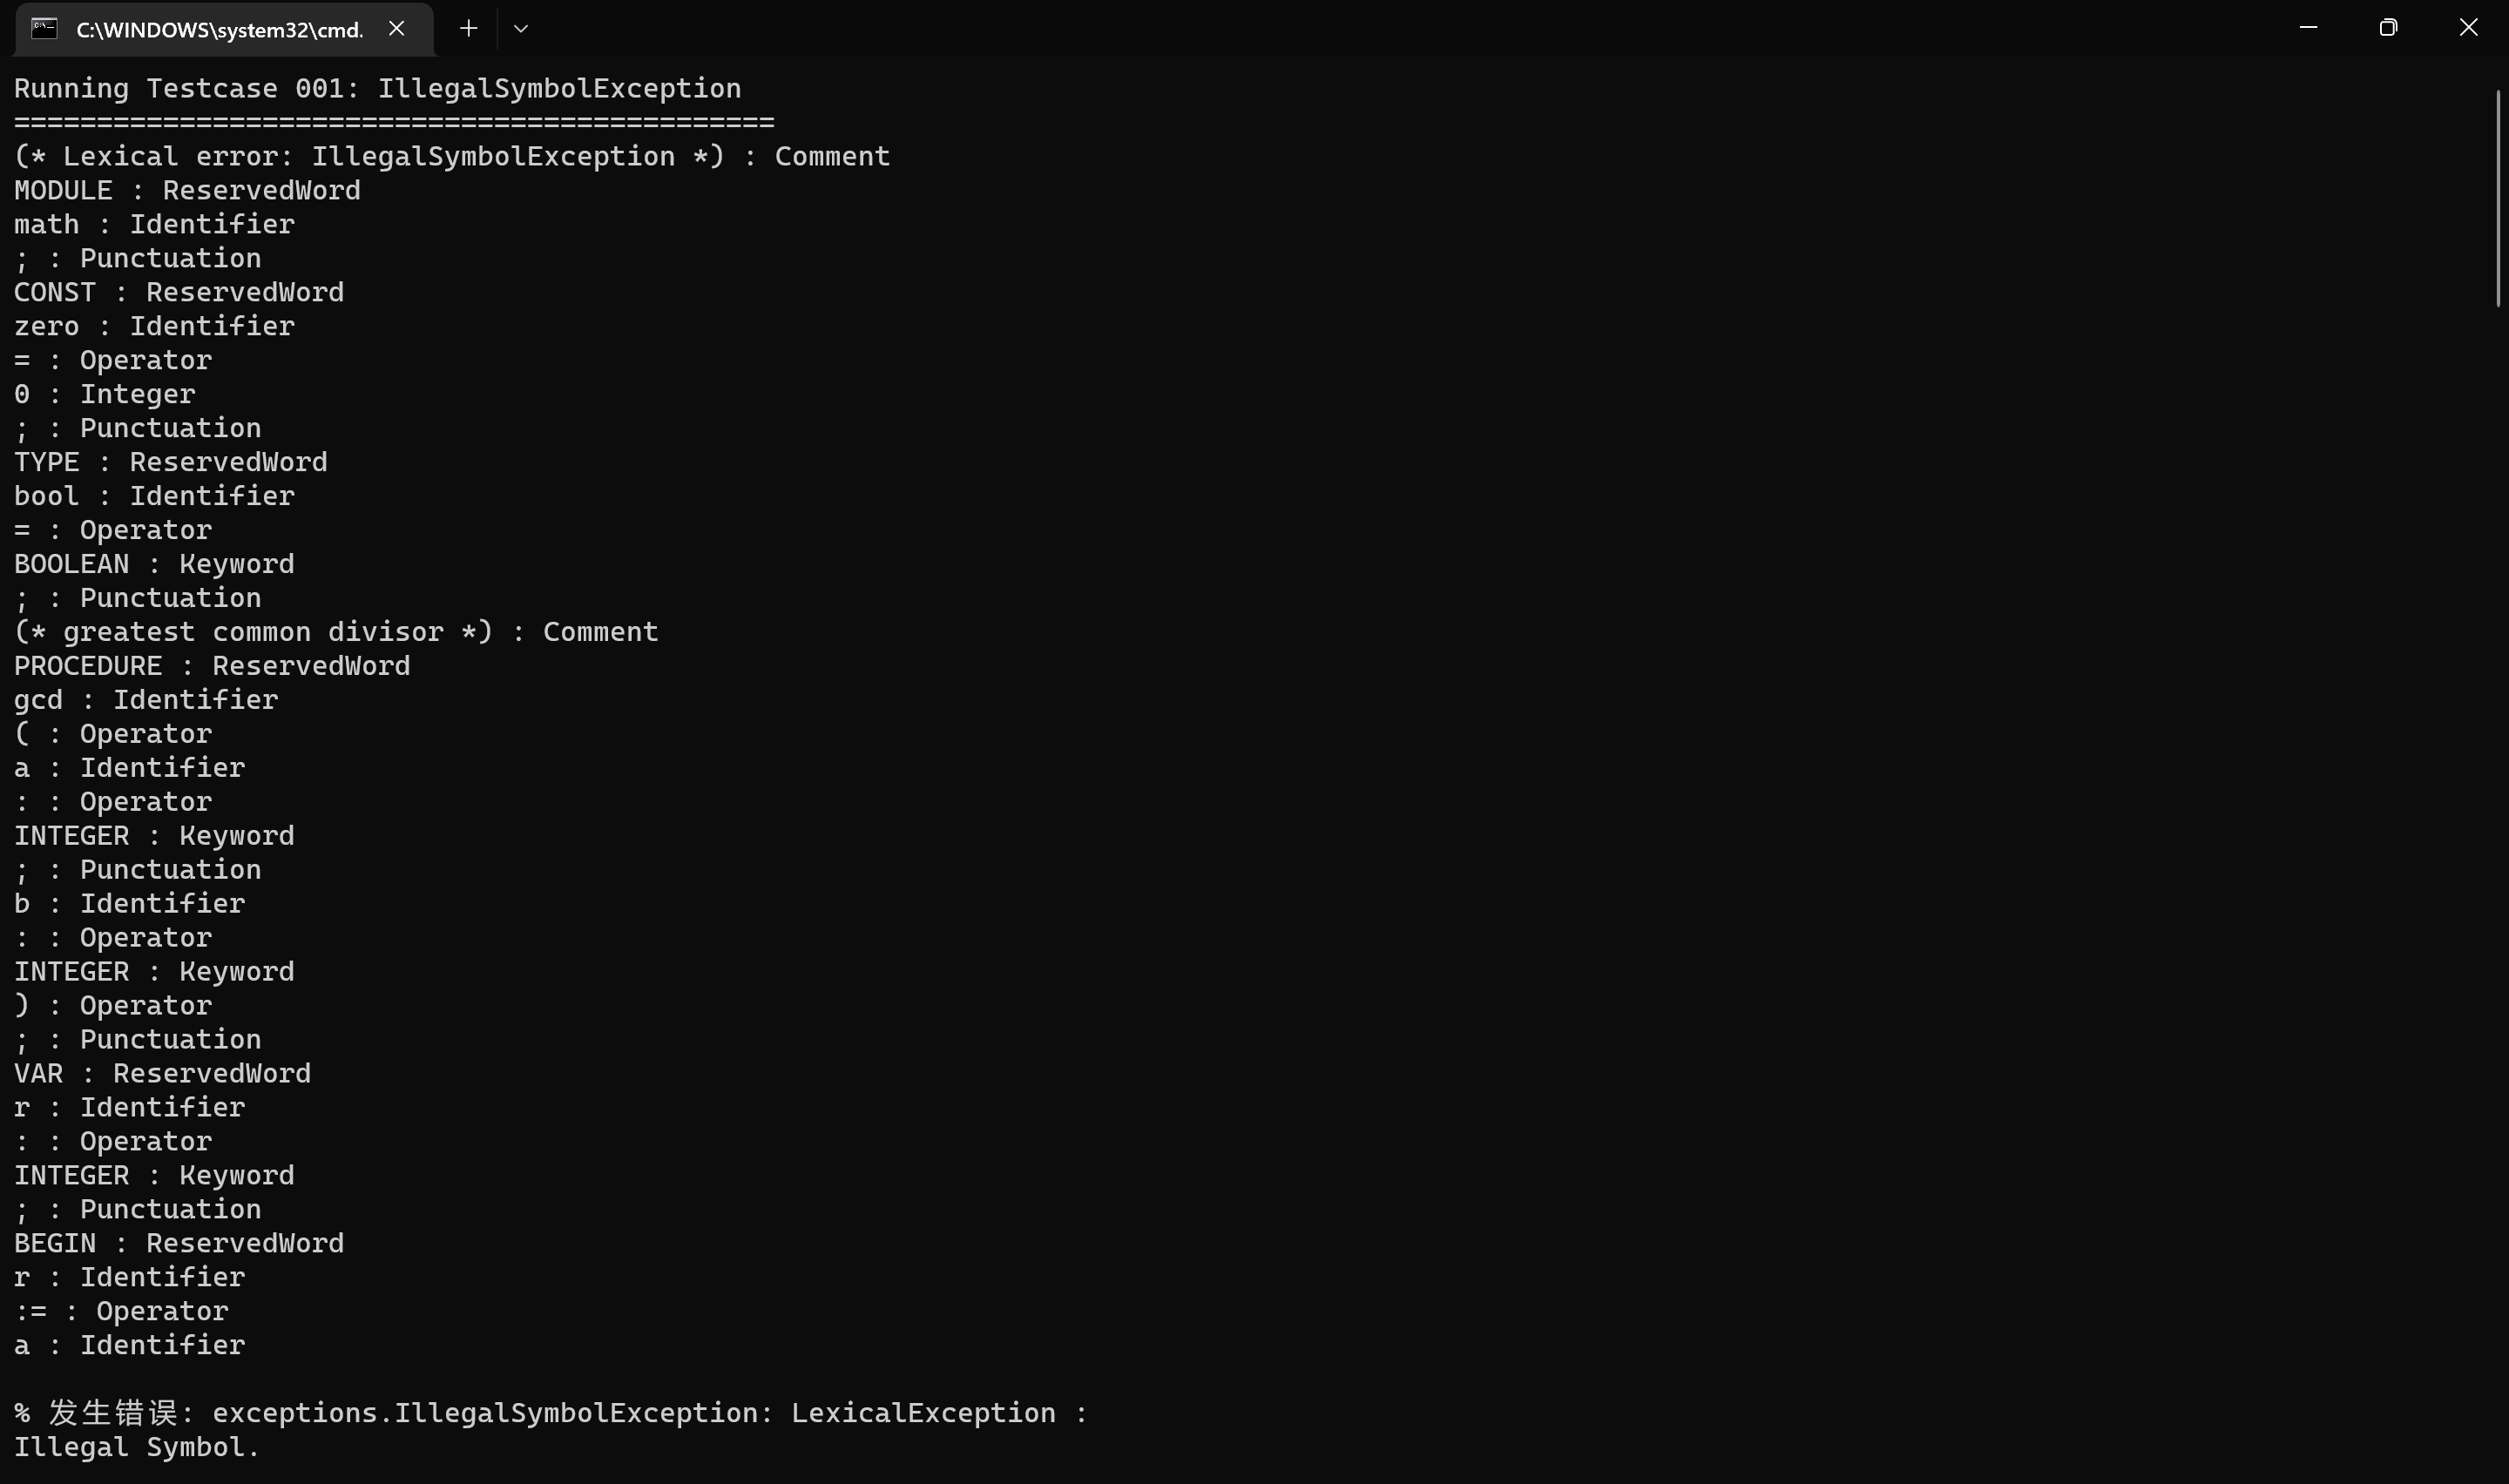 C:\WINDOWS\system32\cmd.
Running Testcase 001: IllegalSymbolException
==============================================
(* Lexical error: IllegalSymbolException *) : Comment
MODULE : ReservedWord
math : Identifier
; : Punctuation
CONST : ReservedWord
zero : Identifier
= : Operator
0 : Integer
; : Punctuation
TYPE : ReservedWord
bool : Identifier
= : Operator
BOOLEAN : Keyword
; : Punctuation
(* greatest common divisor *) : Comment
PROCEDURE : ReservedWord
gcd : Identifier
( : Operator
a : Identifier
: : Operator
INTEGER : Keyword
; : Punctuation
b : Identifier
: : Operator
INTEGER : Keyword
) : Operator
; : Punctuation
VAR : ReservedWord
r : Identifier
: : Operator
INTEGER : Keyword
; : Punctuation
BEGIN : ReservedWord
r : Identifier
:= : Operator
a : Identifier
% 发生错误: exceptions.IllegalSymbolException: LexicalException :
Illegal Symbol.